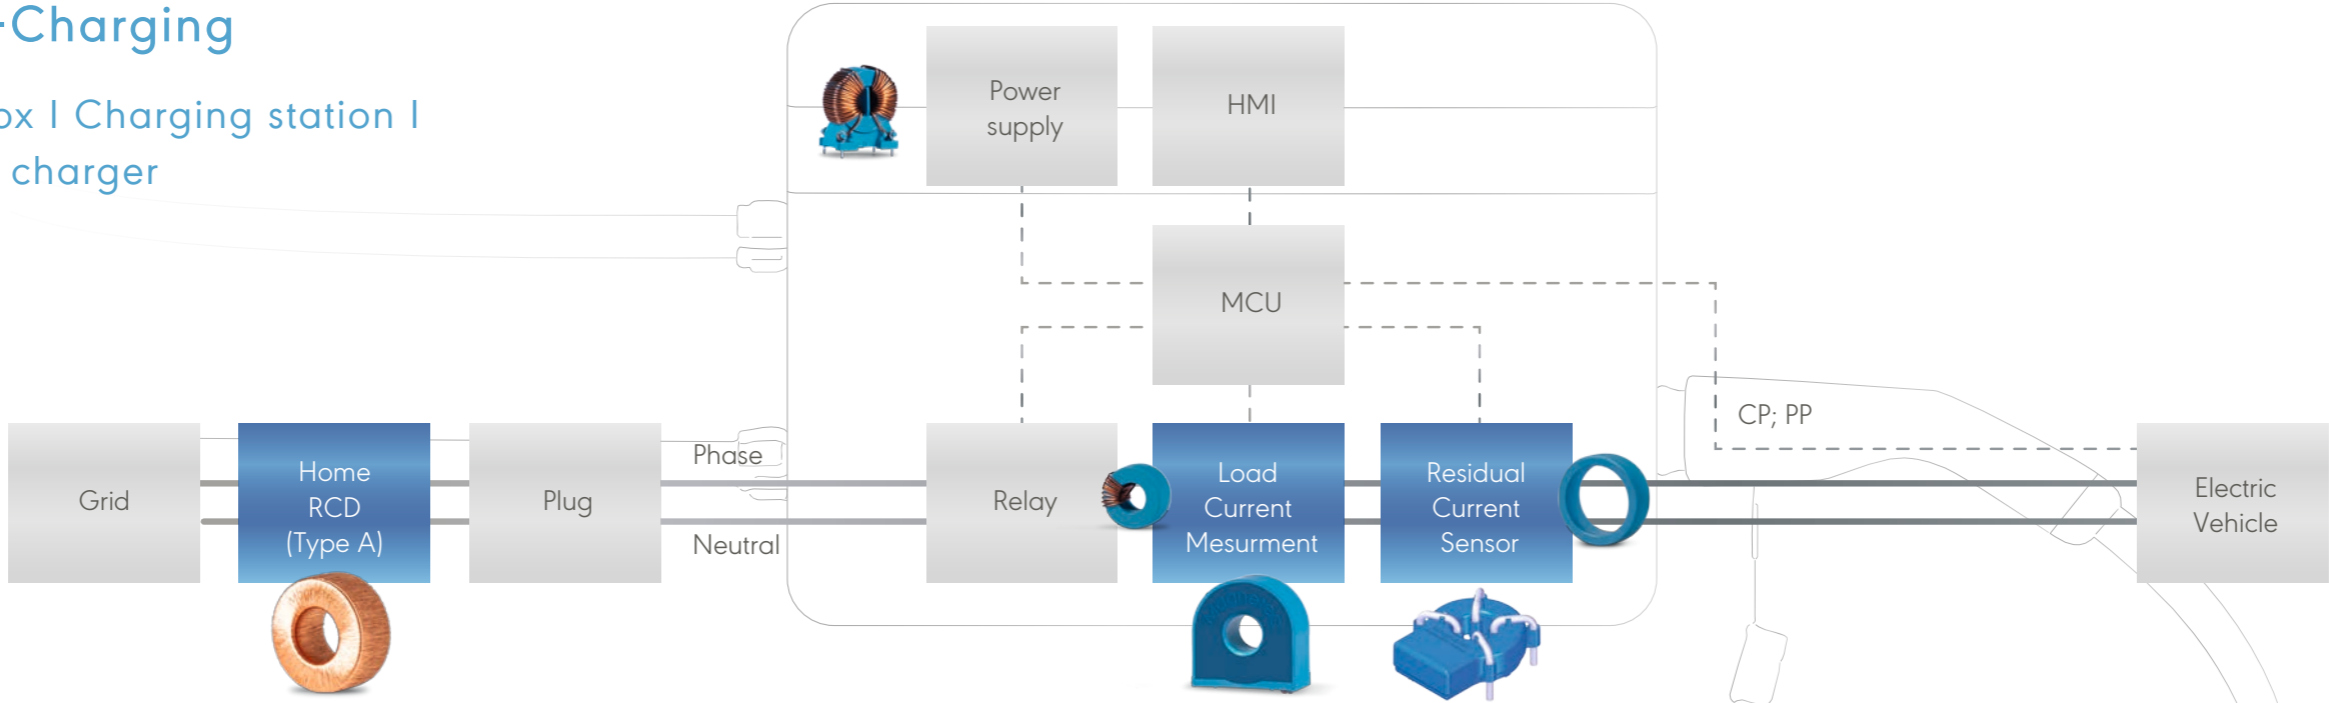 -Charging
ox I Charging station I
charger
Power
supply
HMI
MCU
CP; PP
Phase
Neutral
Grid
Home
RCD
(Type A)
Plug
Relay
Load
Current
Mesurment
Residual
Current
Sensor
Electric
Vehicle